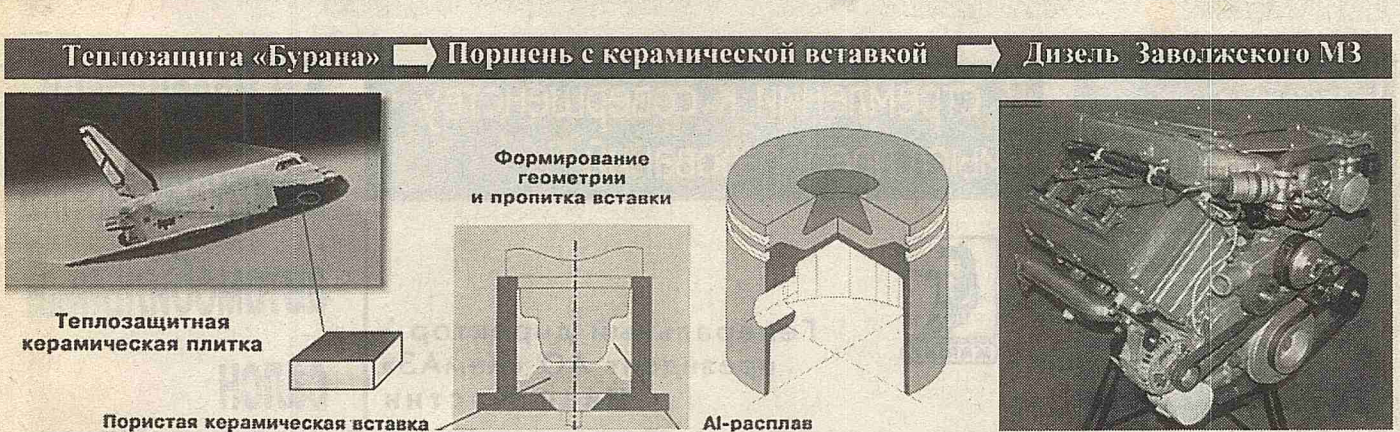 Теплозащита «Бурана» Поршень с керамической вставкой Дизель Заволжского МЗ
Формирование
геометрии
и пропитка вставки
Теплозащитная
керамическая плитка
Пористая керамическая вставка
Al-расплав